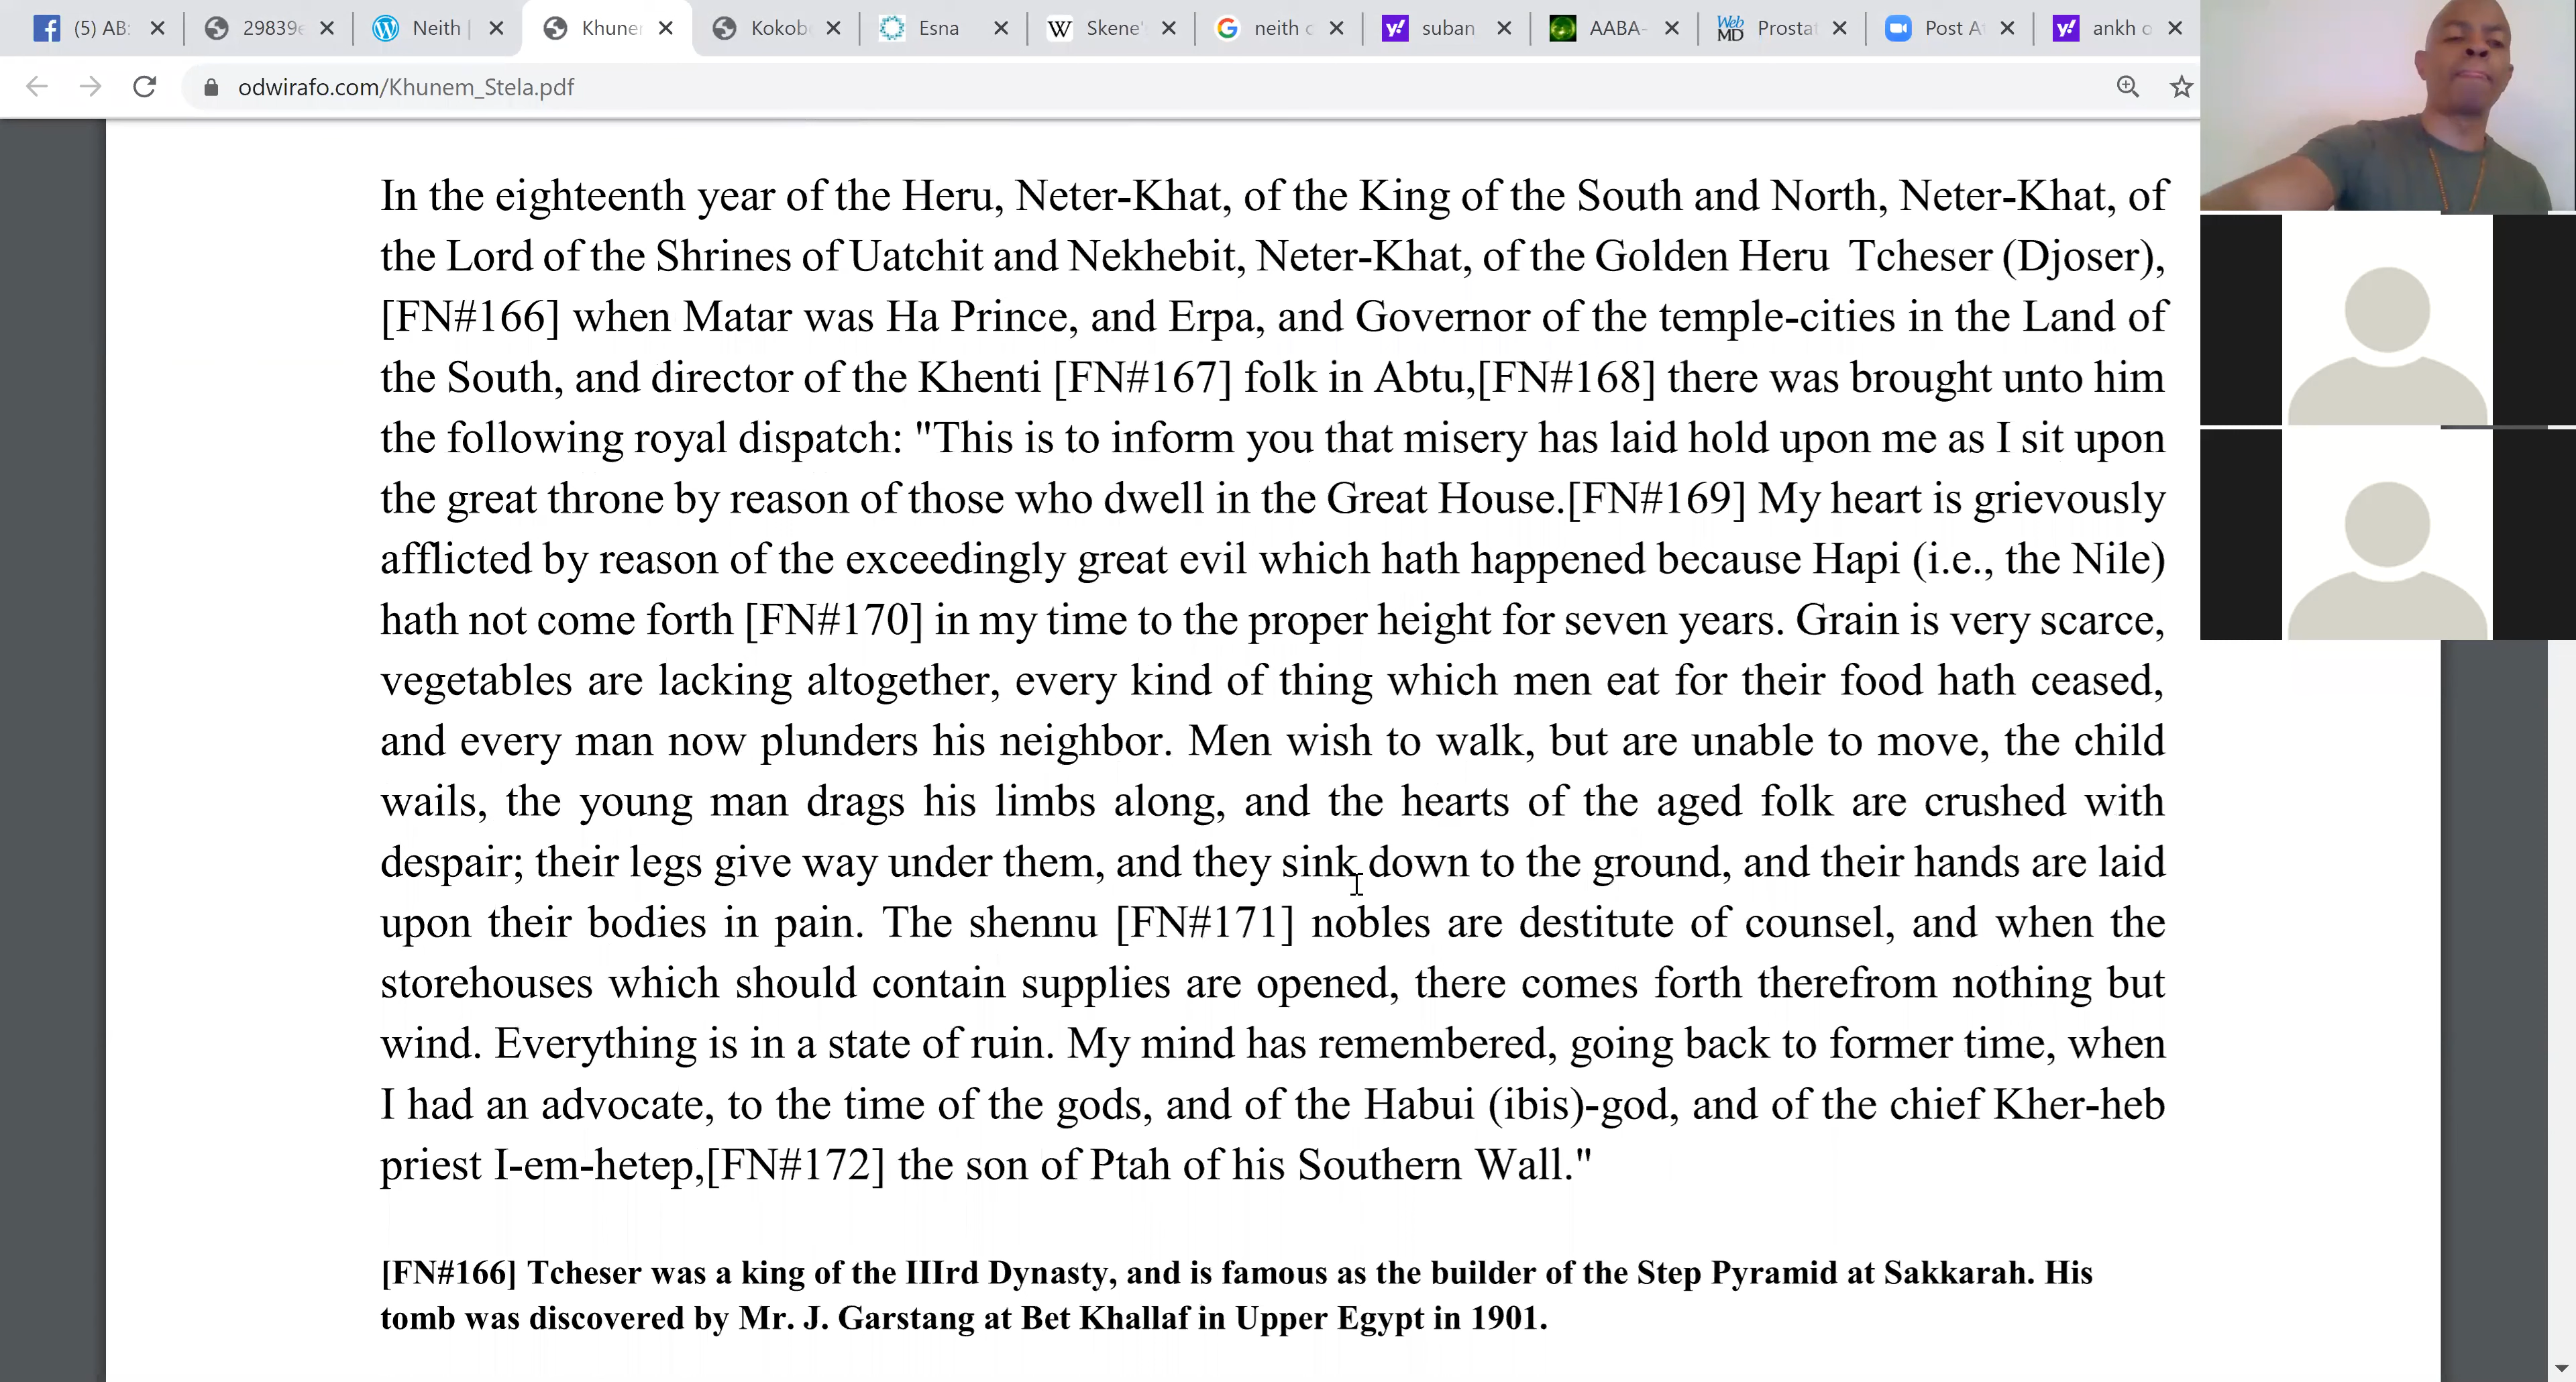 (5) AB: 29839e Neith | Khuner Kokob Esna Skene' neith o suban AABA- Prostat Post A ankh o
odwirafo.com/Khunem_Stela.pdf
In the eighteenth year of the Heru, Neter-Khat, of the King of the South and North, Neter-Khat, of
the Lord of the Shrines of Uatchit and Nekhebit, Neter-Khat, of the Golden Heru Tcheser (Djoser),
[FN#166] when Matar was Ha Prince, and Erpa, and Governor of the temple-cities in the Land of
the South, and director of the Khenti [FN#167] folk in Abtu,[FN#168] there was brought unto him
the following royal dispatch: "This is to inform you that misery has laid hold upon me as I sit upon
the great throne by reason of those who dwell in the Great House.[FN#169] My heart is grievously
afflicted by reason of the exceedingly great evil which hath happened because Hapi (i.e., the Nile)
hath not come forth [FN#170] in my time to the proper height for seven years. Grain is very scarce,
vegetables are lacking altogether, every kind of thing which men eat for their food hath ceased,
and every man now plunders his neighbor. Men wish to walk, but are unable to move, the child
wails, the young man drags his limbs along, and the hearts of the aged folk are crushed with
despair; their legs give way under them, and they sink down to the ground, and their hands are laid
upon their bodies in pain. The shennu [FN#171] nobles are destitute of counsel, and when the
storehouses which should contain supplies are opened, there comes forth therefrom nothing but
wind. Everything is in a state of ruin. My mind has remembered, going back to former time, when
I had an advocate, to the time of the gods, and of the Habui (ibis)-god, and of the chief Kher-heb
priest I-em-hetep,[FN#172] the son of Ptah of his Southern Wall."
[FN#166] Tcheser was a king of the IIIrd Dynasty, and is famous as the builder of the Step Pyramid at Sakkarah. His
tomb was discovered by Mr. J. Garstang at Bet Khallaf in Upper Egypt in 1901.